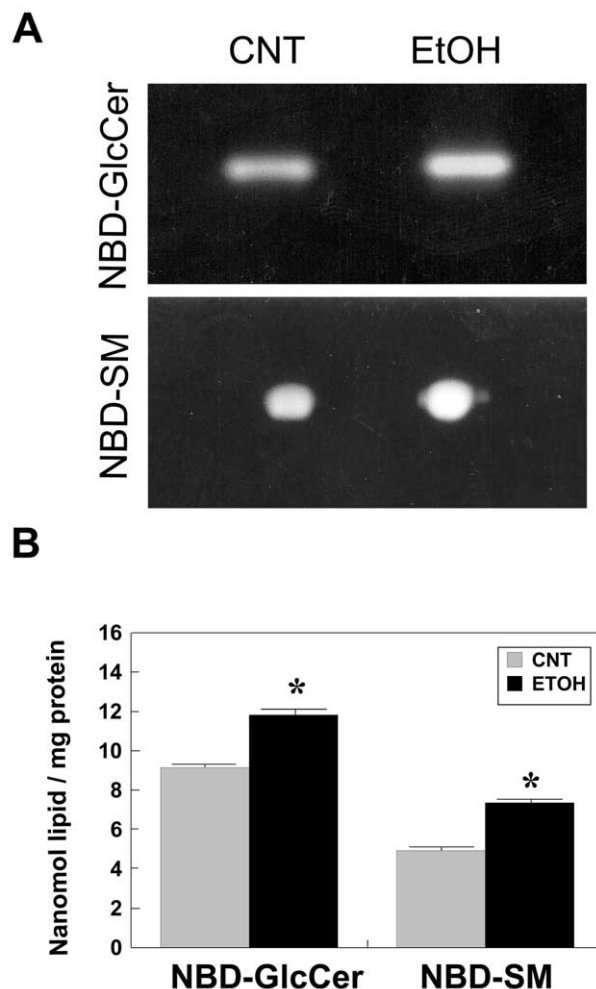 A
CNT EtOH
NBD-GlcCer
NBD-SM
B
Nanomol lipid / mg protein
16
14
12
10
8
6
4
2
0
CNT
ETOH
*
*
NBD-GlcCer NBD-SM